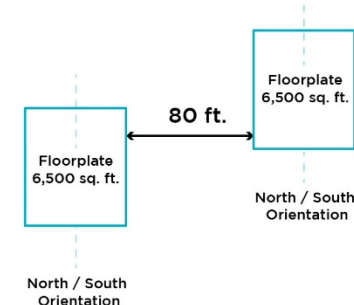 Floorplate
6,500 sq. ft.
North / South
Orientation
80 ft.
Floorplate
6,500 sq. ft.
North / South
Orientation